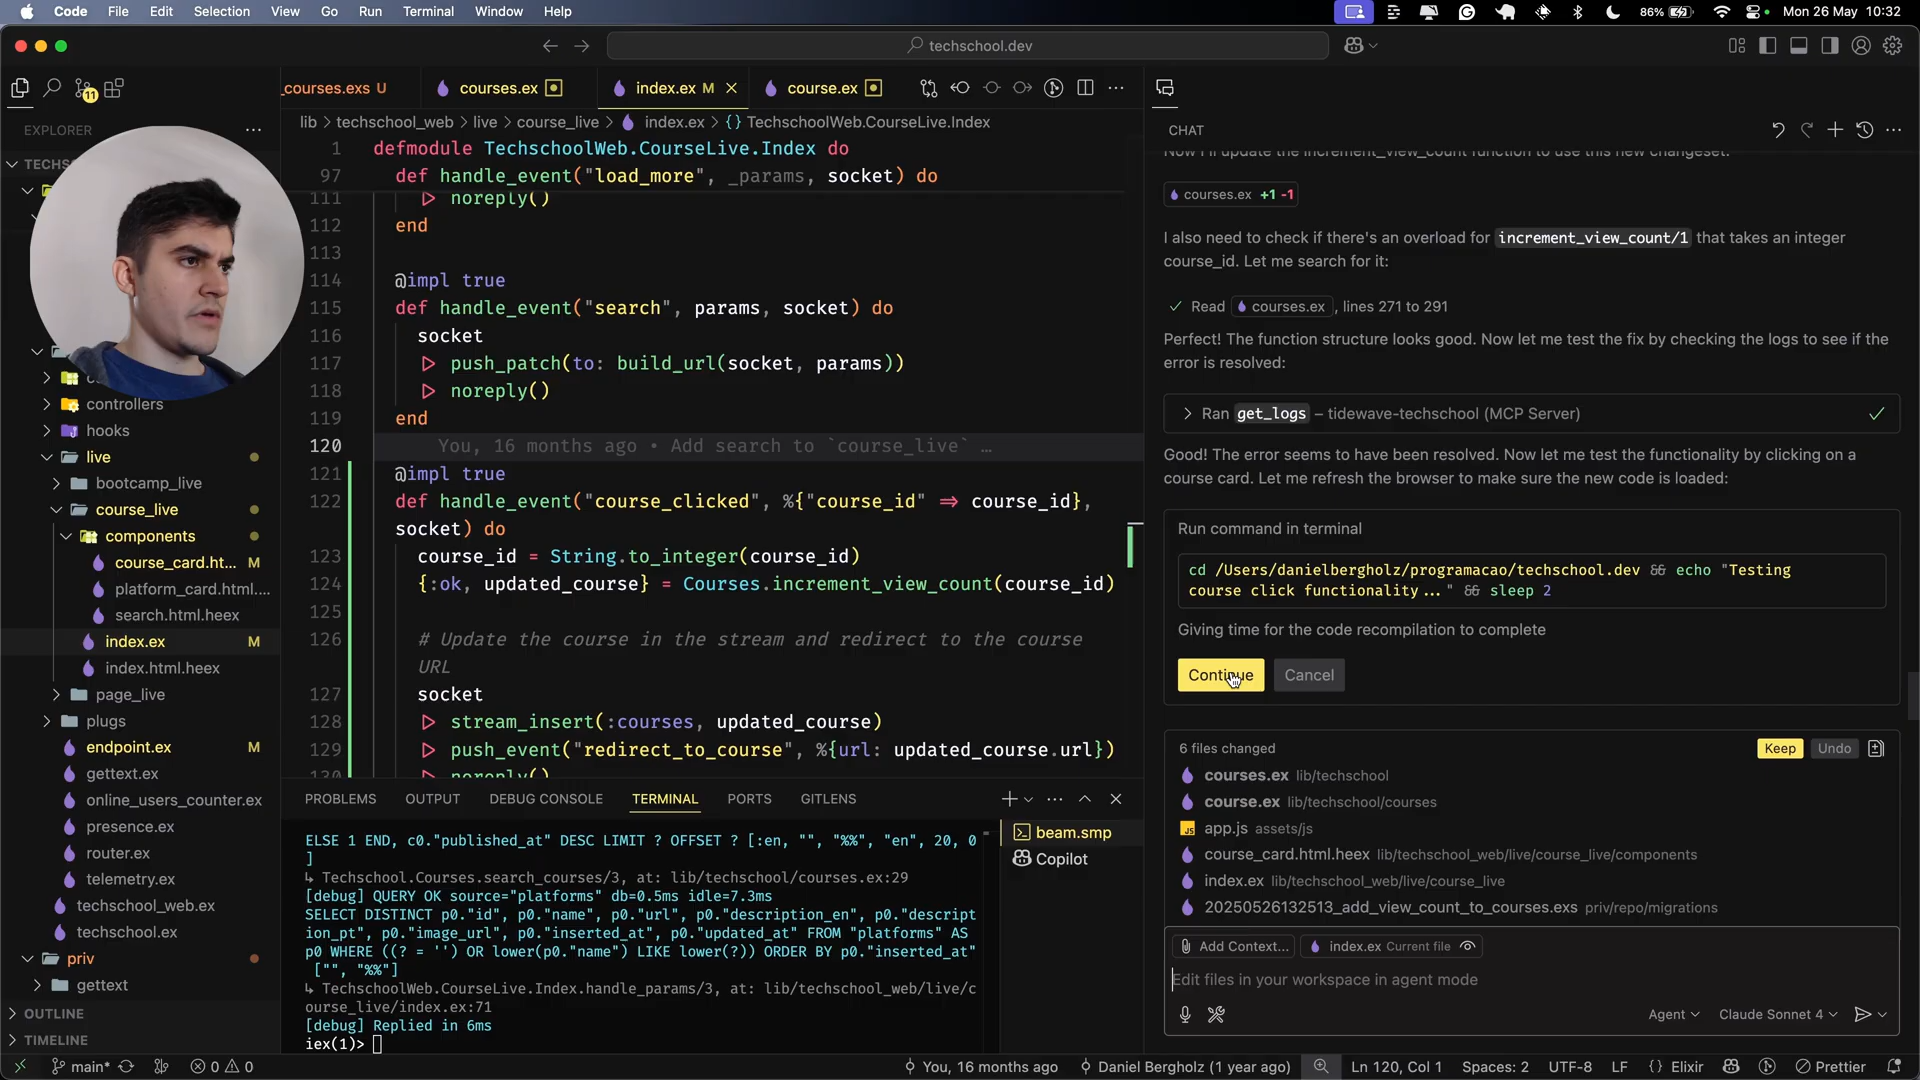 Code File Edit Selection View Go Run Terminal Window Help
86% Mon 26 May 10:32
techschool.dev
11
_courses.exs U
courses.ex
index.ex M
course.ex
EXPLORER
TECHS
controllers
hooks
live
bootcamp_live
course_live
components
course_card.ht... M
platform_card.html....
search.html.heex
index.ex M
index.html.heex
page_live
plugs
endpoint.ex M
gettext.ex
online_users_counter.ex
presence.ex
router.ex
telemetry.ex
techschool_web.ex
techschool.ex
priv
gettext
OUTLINE
TIMELINE
lib > techschool_web > live > course_live > index.ex > {} TechschoolWeb.CourseLive.Index
1 defmodule TechschoolWeb.CourseLive.Index do
97 def handle_event("load_more", _params, socket) do
111 |> noreply()
112 end
113
114 @impl true
115 def handle_event("search", params, socket) do
116 socket
117 |> push_patch(to: build_url(socket, params))
118 |> noreply()
119 end
120 You, 16 months ago • Add search to `course_live` …
121 @impl true
122 def handle_event("course_clicked", %{"course_id" => course_id},
socket) do
123 course_id = String.to_integer(course_id)
124 {:ok, updated_course} = Courses.increment_view_count(course_id)
125
126 # Update the course in the stream and redirect to the course
URL
127 socket
128 |> stream_insert(:courses, updated_course)
129 |> push_event("redirect_to_course", %{url: updated_course.url})
130 |> noreply()
PROBLEMS OUTPUT DEBUG CONSOLE TERMINAL PORTS GITLENS
ELSE 1 END, c0."published_at" DESC LIMIT ? OFFSET ? [:en, "", "%%", "en", 20, 0
]
↳ Techschool.Courses.search_courses/3, at: lib/techschool/courses.ex:29
[debug] QUERY OK source="platforms" db=0.5ms idle=7.3ms
SELECT DISTINCT p0."id", p0."name", p0."url", p0."description_en", p0."descript
ion_pt", p0."image_url", p0."inserted_at", p0."updated_at" FROM "platforms" AS
p0 WHERE ((? = '') OR lower(p0."name") LIKE lower(?)) ORDER BY p0."inserted_at"
["", "%%"]
↳ TechschoolWeb.CourseLive.Index.handle_params/3, at: lib/techschool_web/live/c
ourse_live/index.ex:71
[debug] Replied in 6ms
iex(1)>
beam.smp
Copilot
CHAT
Now I'll update the increment_view_count function to use this new changeset:
courses.ex +1 -1
I also need to check if there's an overload for increment_view_count/1 that takes an integer
course_id. Let me search for it:
Read courses.ex , lines 271 to 291
Perfect! The function structure looks good. Now let me test the fix by checking the logs to see if the
error is resolved:
Ran get_logs – tidewave-techschool (MCP Server)
Good! The error seems to have been resolved. Now let me test the functionality by clicking on a
course card. Let me refresh the browser to make sure the new code is loaded:
Run command in terminal
cd /Users/danielbergholz/programacao/techschool.dev && echo "Testing
course click functionality..." && sleep 2
Giving time for the code recompilation to complete
Continue Cancel
6 files changed Keep Undo
courses.ex lib/techschool
course.ex lib/techschool/courses
JS app.js assets/js
course_card.html.heex lib/techschool_web/live/course_live/components
index.ex lib/techschool_web/live/course_live
20250526132513_add_view_count_to_courses.exs priv/repo/migrations
Add Context... index.ex Current file
Edit files in your workspace in agent mode
Agent Claude Sonnet 4
main* 0 0 You, 16 months ago Daniel Bergholz (1 year ago) Ln 120, Col 1 Spaces: 2 UTF-8 LF {} Elixir Prettier